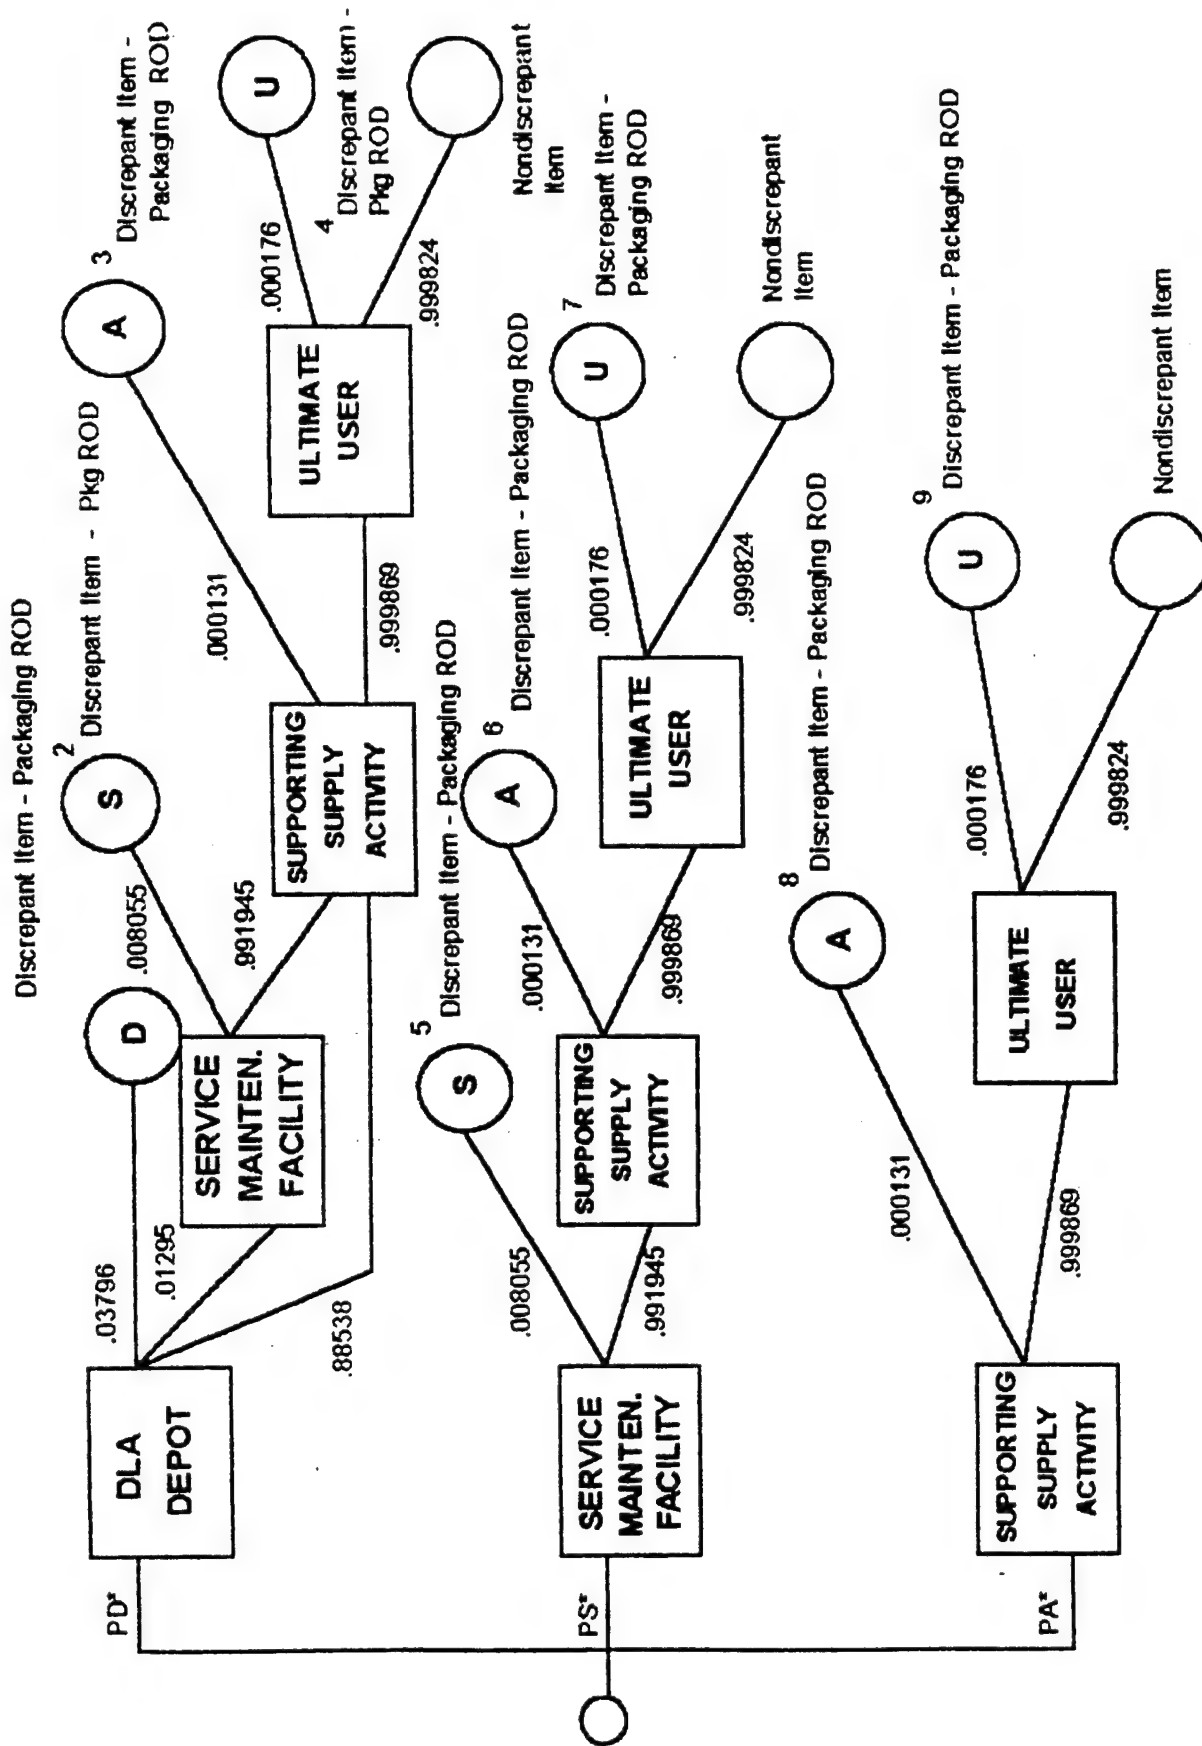 Discrepant Item - Packaging ROD
PD*
DLA
DEPOT
.03796
.01295
.88538
D
SERVICE
MAINTEN.
FACILITY
.008055
.991945
S
2
Discrepant Item - Pkg ROD
SUPPORTING
SUPPLY
ACTIVITY
.000131
.999869
A
3
Discrepant Item -
Packaging ROD
ULTIMATE
USER
.000176
.999824
U
4
Discrepant Item -
Pkg ROD
Nondiscrepant
Item
PS*
SERVICE
MAINTEN.
FACILITY
.008055
.991945
S
5
Discrepant Item - Packaging ROD
SUPPORTING
SUPPLY
ACTIVITY
.000131
.999869
A
6
Discrepant Item - Packaging ROD
ULTIMATE
USER
.000176
.999824
U
7
Discrepant Item -
Packaging ROD
Nondiscrepant
Item
PA*
SUPPORTING
SUPPLY
ACTIVITY
.000131
.999869
A
8
Discrepant Item - Packaging ROD
ULTIMATE
USER
.000176
.999824
U
9
Discrepant Item - Packaging ROD
Nondiscrepant Item